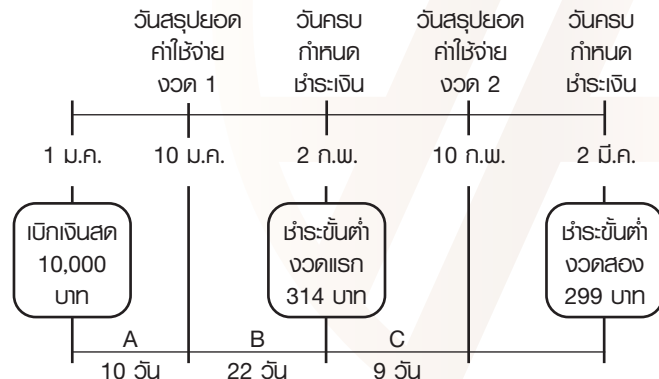 วันสรุปยอด
ค่าใช้จ่าย
งวด 1
วันครบ
กำหนด
ชำระเงิน
วันสรุปยอด
ค่าใช้จ่าย
งวด 2
วันครบ
กำหนด
ชำระเงิน
1 ม.ค.
10 ม.ค.
2 ก.พ.
10 ก.พ.
2 มี.ค.
เบิกเงินสด
10,000
บาท
ชำระขั้นต่ำ
งวดแรก
314 บาท
ชำระขั้นต่ำ
งวดสอง
299 บาท
A
B
C
10 วัน
22 วัน
9 วัน